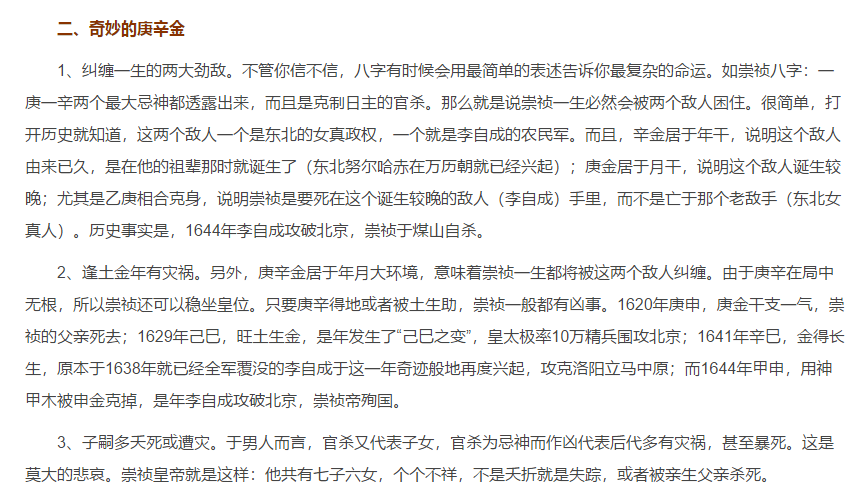 二、奇妙的庚辛金
1、纠缠一生的两大劲敌。不管你信不信，八字有时候会用最简单的表述告诉你最复杂的命运。如崇祯八字：一
庚一辛两个最大忌神都透露出来，而且是克制日主的官杀。那么就是说崇祯一生必然会被两个敌人困住。很简单，打
开历史就知道，这两个敌人一个是东北的女真政权，一个就是李自成的农民军。而且，辛金居于年干，说明这个敌人
由来已久，是在他的祖辈那时就诞生了（东北努尔哈赤在万历朝就已经兴起）；庚金居于月干，说明这个敌人诞生较
晚；尤其是乙庚相合克身，说明崇祯是要死在这个诞生较晚的敌人（李自成）手里，而不是亡于那个老敌手（东北女
真人）。历史事实是，1644年李自成攻破北京，崇祯于煤山自杀。
2、逢土金年有灾祸。另外，庚辛金居于年月大环境，意味着崇祯一生都将被这两个敌人纠缠。由于庚辛在局中
无根，所以崇祯还可以稳坐皇位。只要庚辛得地或者被土生助，崇祯一般都有凶事。1620年庚申，庚金干支一气，崇
祯的父亲死去；1629年己巳，旺土生金，是年发生了“己巳之变”，皇太极率10万精兵围攻北京；1641年辛巳，金得长
生，原本于1638年就已经全军覆没的李自成于这一年奇迹般地再度兴起，攻克洛阳立马中原；而1644年甲申，用神
甲木被申金克掉，是年李自成攻破北京，崇祯帝殉国。
3、子嗣多夭死或遭灾。于男人而言，官杀又代表子女，官杀为忌神而作凶代表后代多有灾祸，甚至暴死。这是
莫大的悲哀。崇祯皇帝就是这样：他共有七子六女，个个不祥，不是夭折就是失踪，或者被亲生父亲杀死。